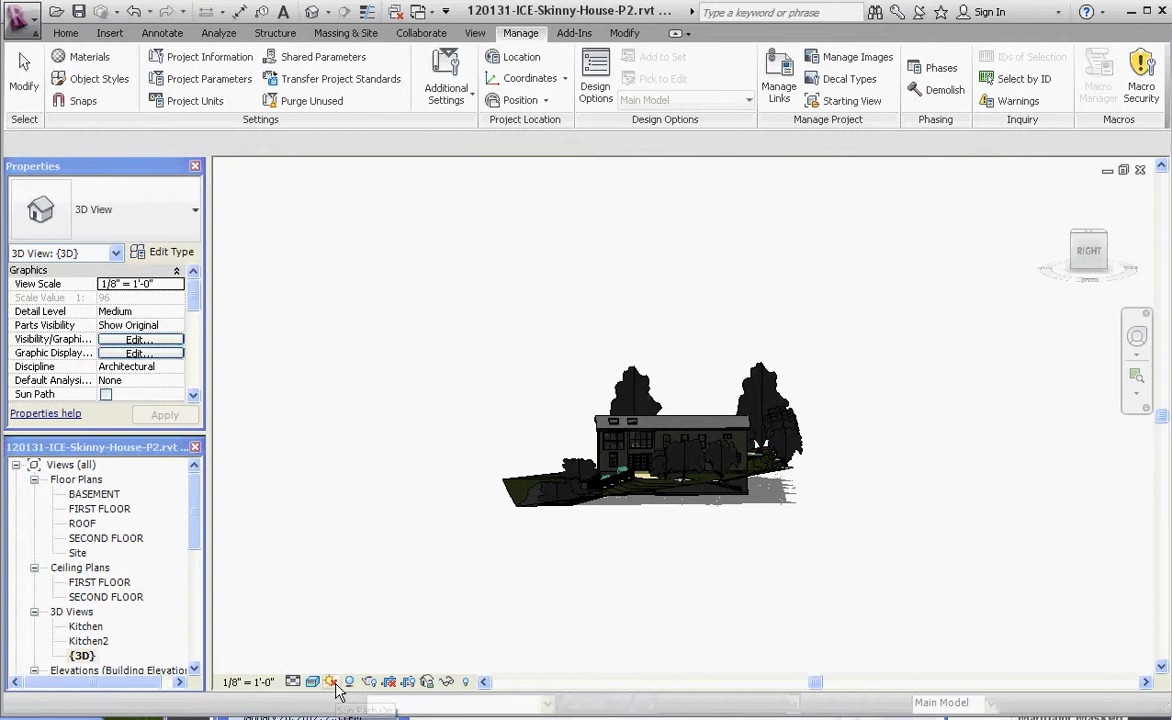 120131-ICE-Skinny-House-P2.rvt ...
Type a keyword or phrase
Sign In
Home Insert Annotate Analyze Structure Massing & Site Collaborate View Manage Add-Ins Modify
Modify
Materials
Object Styles
Snaps
Project Information
Project Parameters
Project Units
Shared Parameters
Transfer Project Standards
Purge Unused
Additional
Settings
Location
Coordinates
Position
Design
Options
Add to Set
Pick to Edit
Main Model
Manage
Links
Manage Images
Decal Types
Starting View
Phases
Demolish
IDs of Selection
Select by ID
Warnings
Macro
Manager
Macro
Security
Select Settings Project Location Design Options Manage Project Phasing Inquiry Macros
Properties
3D View
3D View: {3D} Edit Type
Graphics
View Scale 1/8" = 1'-0"
Scale Value 1: 96
Detail Level Medium
Parts Visibility Show Original
Visibility/Graphi... Edit...
Graphic Display... Edit...
Discipline Architectural
Default Analysi... None
Sun Path
Properties help Apply
120131-ICE-Skinny-House-P2.rvt ...
Views (all)
Floor Plans
BASEMENT
FIRST FLOOR
ROOF
SECOND FLOOR
Site
Ceiling Plans
FIRST FLOOR
SECOND FLOOR
3D Views
Kitchen
Kitchen2
{3D}
Elevations (Building Elevation
RIGHT
1/8" = 1'-0"
Main Model